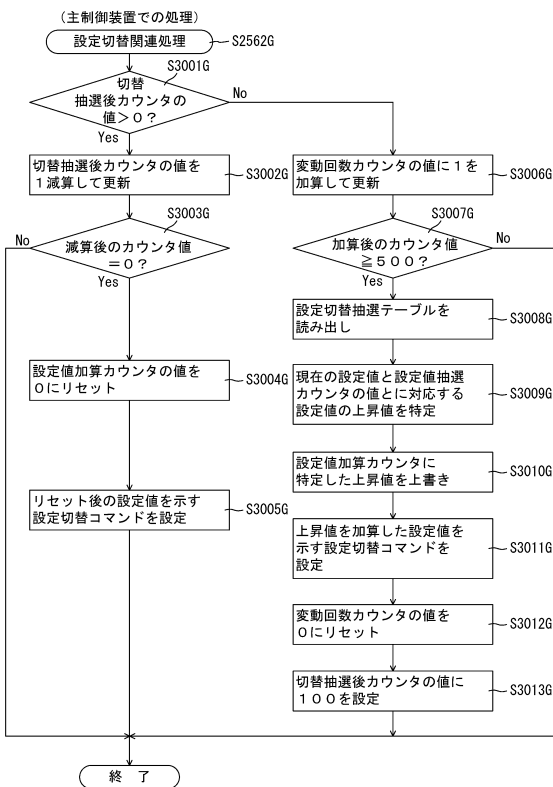 (主制御装置での処理)
設定切替関連処理
S2562G
S3001G
切替
抽選後カウンタの
値>0?
No
Yes
切替抽選後カウンタの値を
1減算して更新
S3002G
S3003G
No
減算後のカウンタ値
=0?
Yes
設定値加算カウンタの値を
0にリセット
S3004G
リセット後の設定値を示す
設定切替コマンドを設定
S3005G
変動回数カウンタの値に1を
加算して更新
S3006G
S3007G
加算後のカウンタ値
≧500?
No
Yes
設定切替抽選テーブルを
読み出し
S3008G
現在の設定値と設定値抽選
カウンタの値とに対応する
設定値の上昇値を特定
S3009G
設定値加算カウンタに
特定した上昇値を上書き
S3010G
上昇値を加算した設定値を
示す設定切替コマンドを
設定
S3011G
変動回数カウンタの値を
0にリセット
S3012G
切替抽選後カウンタの値に
100を設定
S3013G
終 了